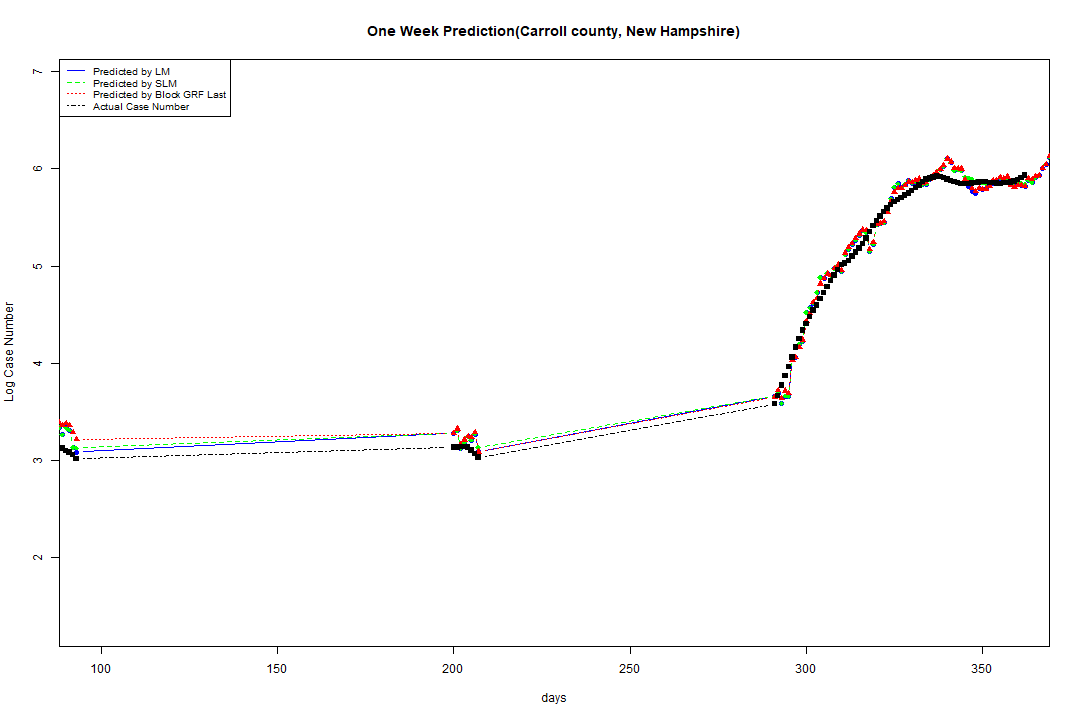 One Week Prediction(Carroll county, New Hampshire)
Predicted by LM
Predicted by SLM
Predicted by Block GRF Last
Actual Case Number
7
6
5
4
3
2
Log Case Number
100 150 200 250 300 350
days